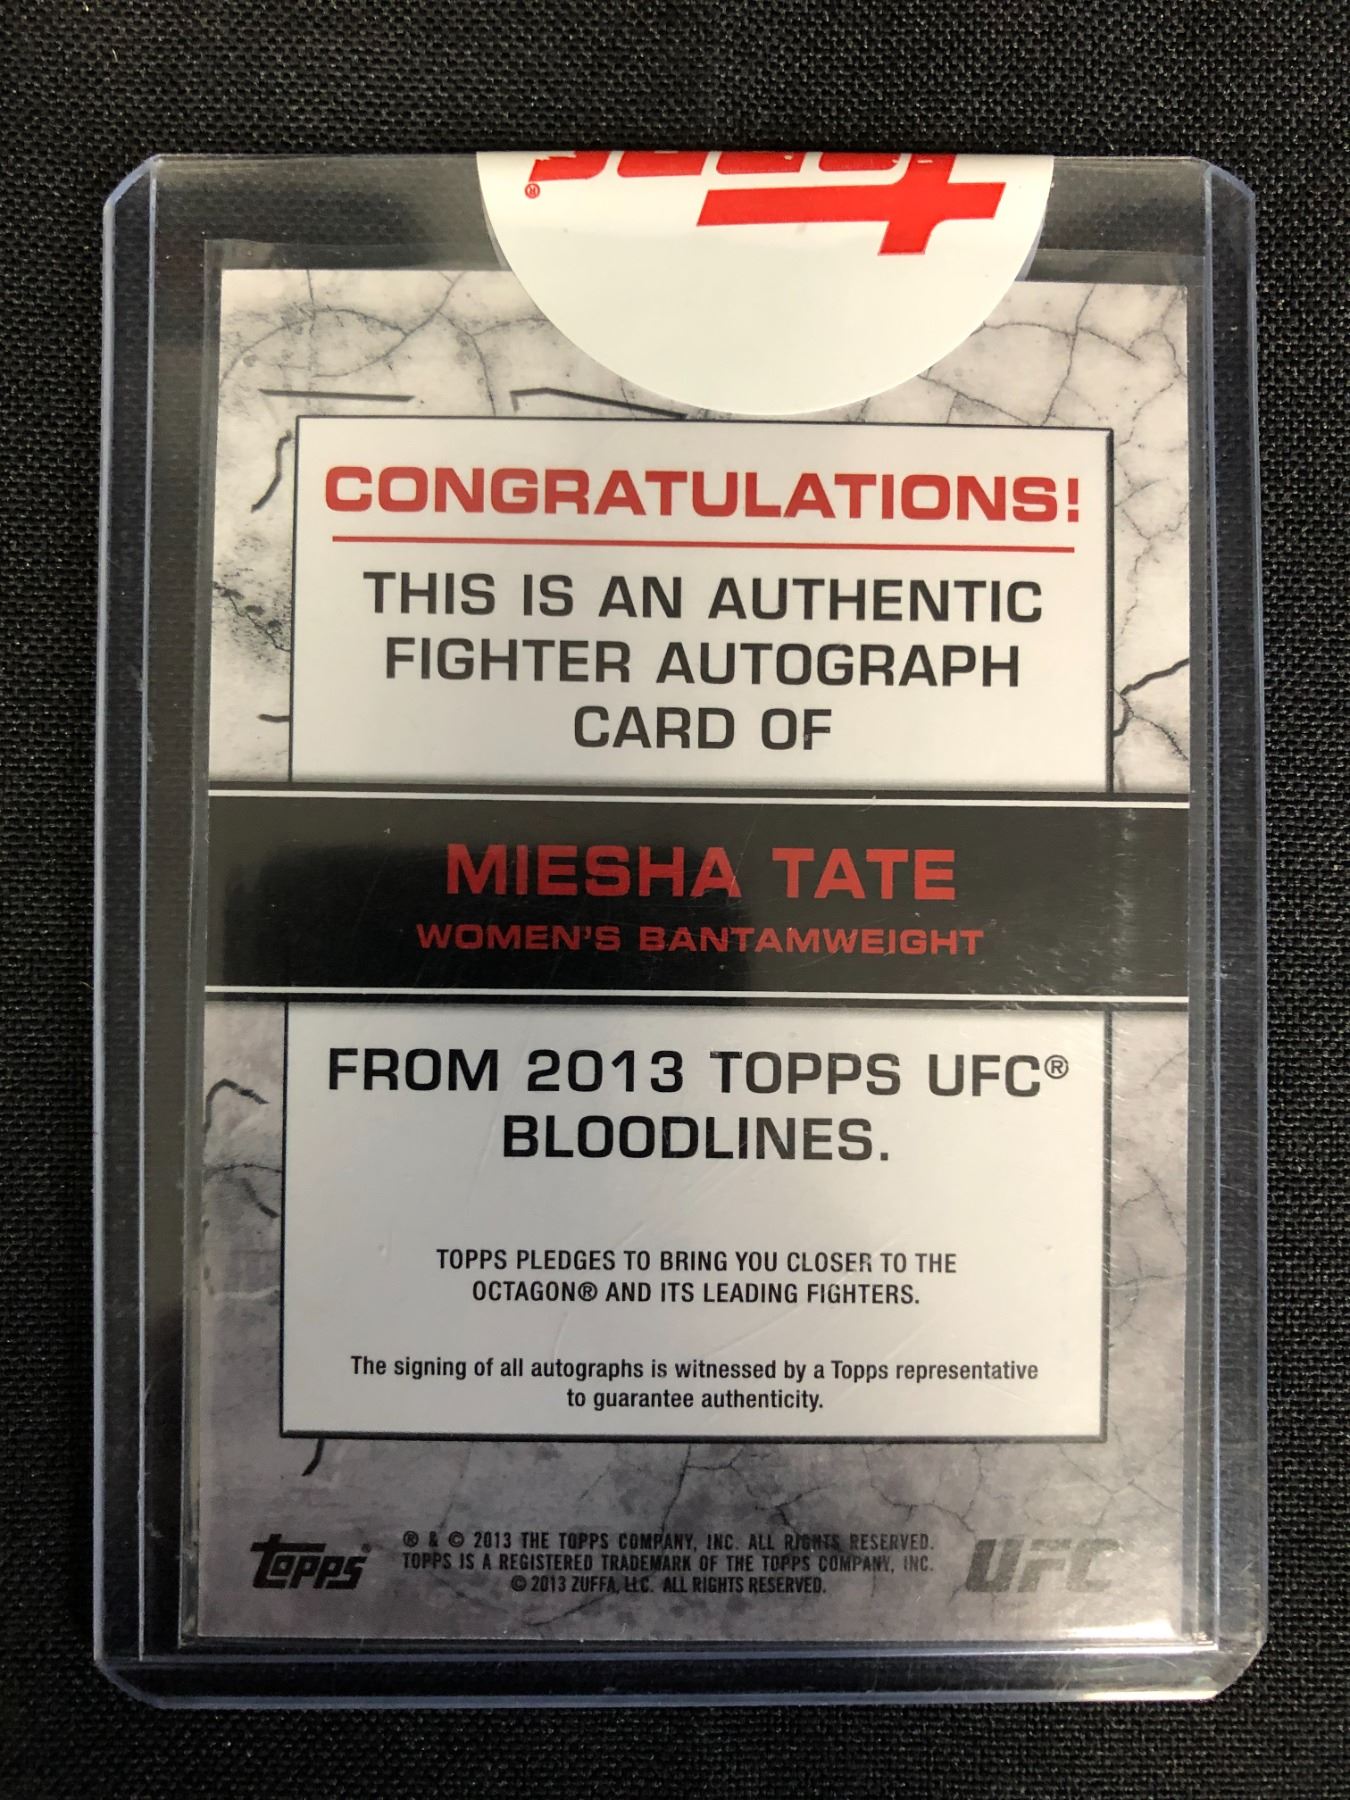 topps®
CONGRATULATIONS!
THIS IS AN AUTHENTIC
FIGHTER AUTOGRAPH
CARD OF
MIESHA TATE
WOMEN'S BANTAMWEIGHT
FROM 2013 TOPPS UFC®
BLOODLINES.
TOPPS PLEDGES TO BRING YOU CLOSER TO THE
OCTAGON® AND ITS LEADING FIGHTERS.
The signing of all autographs is witnessed by a Topps representative
to guarantee authenticity.
topps®
® & © 2013 THE TOPPS COMPANY, INC. ALL RIGHTS RESERVED.
TOPPS IS A REGISTERED TRADEMARK OF THE TOPPS COMPANY, INC.
© 2013 ZUFFA, LLC. ALL RIGHTS RESERVED.
UFC